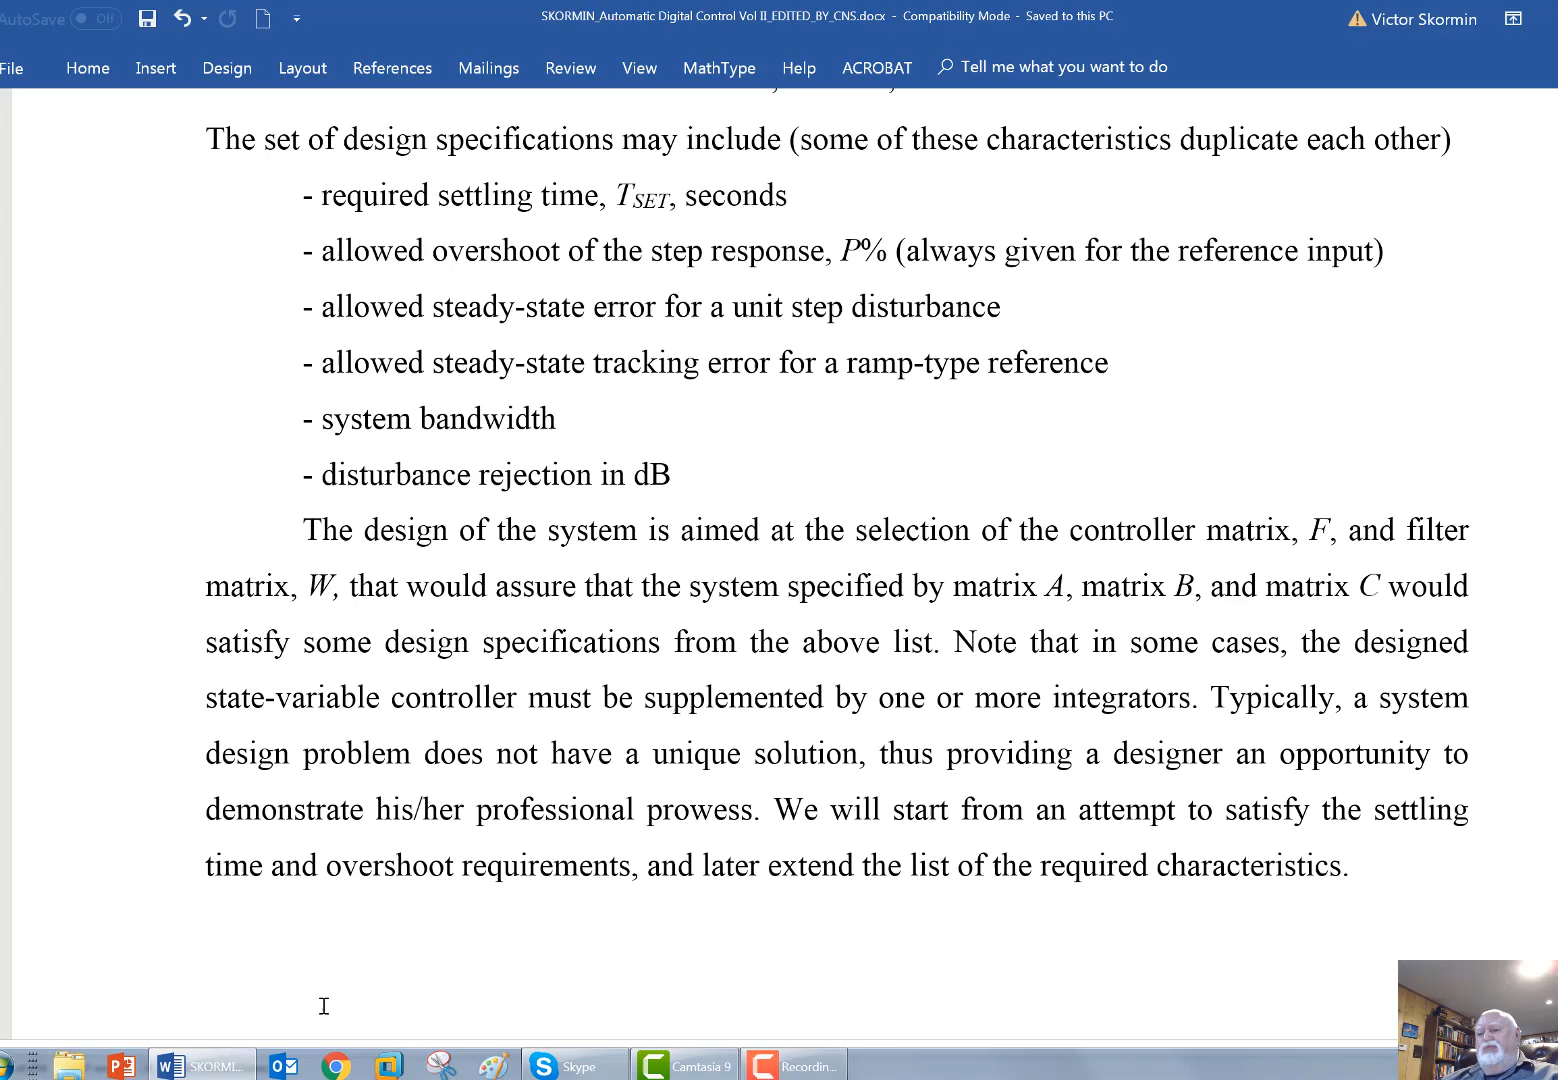 AutoSave Off
SKORMIN_Automatic Digital Control Vol II_EDITED_BY_CNS.docx - Compatibility Mode - Saved to this PC
Victor Skormin
File Home Insert Design Layout References Mailings Review View MathType Help ACROBAT Tell me what you want to do
The set of design specifications may include (some of these characteristics duplicate each other)
- required settling time, TSET, seconds
- allowed overshoot of the step response, P% (always given for the reference input)
- allowed steady-state error for a unit step disturbance
- allowed steady-state tracking error for a ramp-type reference
- system bandwidth
- disturbance rejection in dB
The design of the system is aimed at the selection of the controller matrix, F, and filter
matrix, W, that would assure that the system specified by matrix A, matrix B, and matrix C would
satisfy some design specifications from the above list. Note that in some cases, the designed
state-variable controller must be supplemented by one or more integrators. Typically, a system
design problem does not have a unique solution, thus providing a designer an opportunity to
demonstrate his/her professional prowess. We will start from an attempt to satisfy the settling
time and overshoot requirements, and later extend the list of the required characteristics.
SKORMI... Skype Camtasia 9 Recordin...